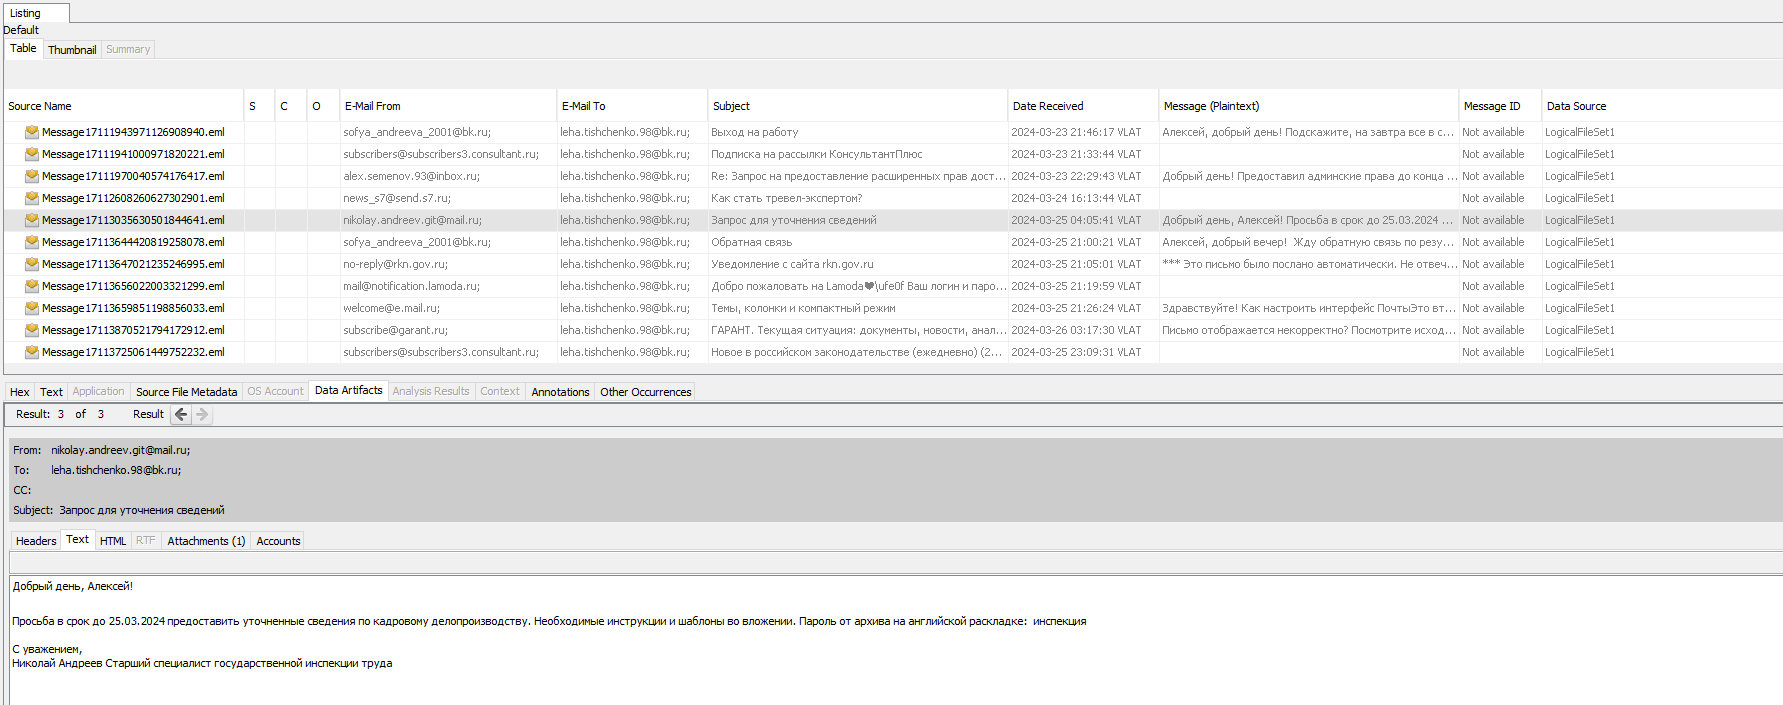 Listing
Default
Table Thumbnail Summary
Source Name S C O E-Mail From E-Mail To Subject Date Received Message (Plaintext) Message ID Data Source
Message17111943971126908940.eml sofya_andreeva_2001@bk.ru; leha.tishchenko.98@bk.ru; Выход на работу 2024-03-23 21:46:17 VLAT Алексей, добрый день! Подскажите, на завтра все в с... Not available LogicalFileSet1
Message17111941000971820221.eml subscribers@subscribers3.consultant.ru; leha.tishchenko.98@bk.ru; Подписка на рассылки КонсультантПлюс 2024-03-23 21:33:44 VLAT Not available LogicalFileSet1
Message17111970040574176417.eml alex.semenov.93@inbox.ru; leha.tishchenko.98@bk.ru; Re: Запрос на предоставление расширенных прав дост... 2024-03-23 22:29:43 VLAT Добрый день! Предоставил админские права до конца ... Not available LogicalFileSet1
Message17112608260627302901.eml news_s7@send.s7.ru; leha.tishchenko.98@bk.ru; Как стать тревел-экспертом? 2024-03-24 16:13:44 VLAT Not available LogicalFileSet1
Message17113035630501844641.eml nikolay.andreev.git@mail.ru; leha.tishchenko.98@bk.ru; Запрос для уточнения сведений 2024-03-25 04:05:41 VLAT Добрый день, Алексей! Просьба в срок до 25.03.2024 ... Not available LogicalFileSet1
Message17113644420819258078.eml sofya_andreeva_2001@bk.ru; leha.tishchenko.98@bk.ru; Обратная связь 2024-03-25 21:00:21 VLAT Алексей, добрый вечер! Жду обратную связь по резу... Not available LogicalFileSet1
Message17113647021235246995.eml no-reply@rkn.gov.ru; leha.tishchenko.98@bk.ru; Уведомление с сайта rkn.gov.ru 2024-03-25 21:05:01 VLAT *** Это письмо было послано автоматически. Не отвеч... Not available LogicalFileSet1
Message17113656022003321299.eml mail@notification.lamoda.ru; leha.tishchenko.98@bk.ru; Добро пожаловать на Lamoda❤\ufe0f Ваш логин и паро... 2024-03-25 21:19:59 VLAT Not available LogicalFileSet1
Message17113659851198856033.eml welcome@e.mail.ru; leha.tishchenko.98@bk.ru; Темы, колонки и компактный режим 2024-03-25 21:26:24 VLAT Здравствуйте! Как настроить интерфейс ПочтыЭто вт... Not available LogicalFileSet1
Message17113870521794172912.eml subscribe@garant.ru; leha.tishchenko.98@bk.ru; ГАРАНТ. Текущая ситуация: документы, новости, анал... 2024-03-26 03:17:30 VLAT Письмо отображается некорректно? Посмотрите исход... Not available LogicalFileSet1
Message17113725061449752232.eml subscribers@subscribers3.consultant.ru; leha.tishchenko.98@bk.ru; Новое в российском законодательстве (ежедневно) (2... 2024-03-25 23:09:31 VLAT Not available LogicalFileSet1
Hex Text Application Source File Metadata OS Account Data Artifacts Analysis Results Context Annotations Other Occurrences
Result: 3 of 3 Result
From: nikolay.andreev.git@mail.ru;
To: leha.tishchenko.98@bk.ru;
CC:
Subject: Запрос для уточнения сведений
Headers Text HTML RTF Attachments (1) Accounts
Добрый день, Алексей!
Просьба в срок до 25.03.2024 предоставить уточненные сведения по кадровому делопроизводству. Необходимые инструкции и шаблоны во вложении. Пароль от архива на английской раскладке: инспекция
С уважением,
Николай Андреев Старший специалист государственной инспекции труда